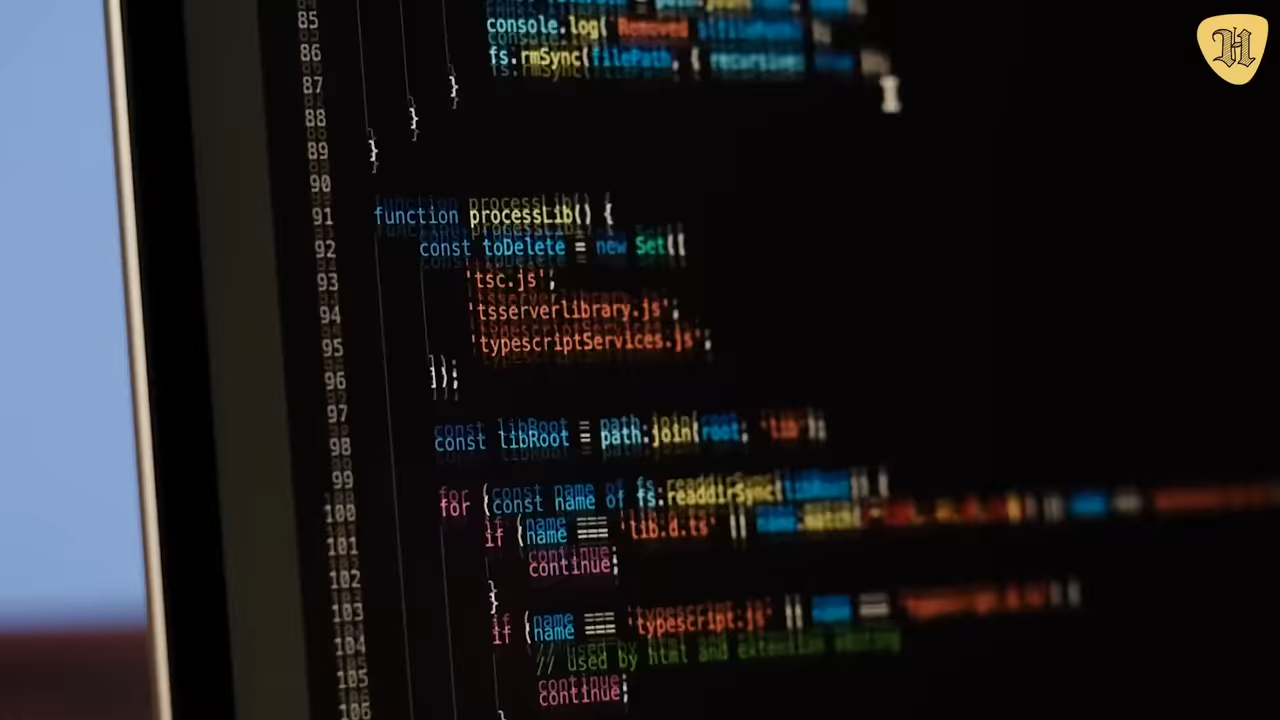 85
86 console.log( Removed
87 fs.rmSync(filePath, { recursive:
88 }
89 }
90 }
91 function processLib() {
92 const toDelete = new Set([
93 'tsc.js',
94 'tsserverlibrary.js',
95 'typescriptServices.js',
96 ]);
97
98 const libRoot = path.join(root, 'lib');
99
100 for (const name of fs.readdirSync(libRoot)) {
101 if (name === 'lib.d.ts' ||
102 continue;
103 }
104 if (name === 'typescript.js' ||
105 // used by html and extension editing
106 continue;
}
H